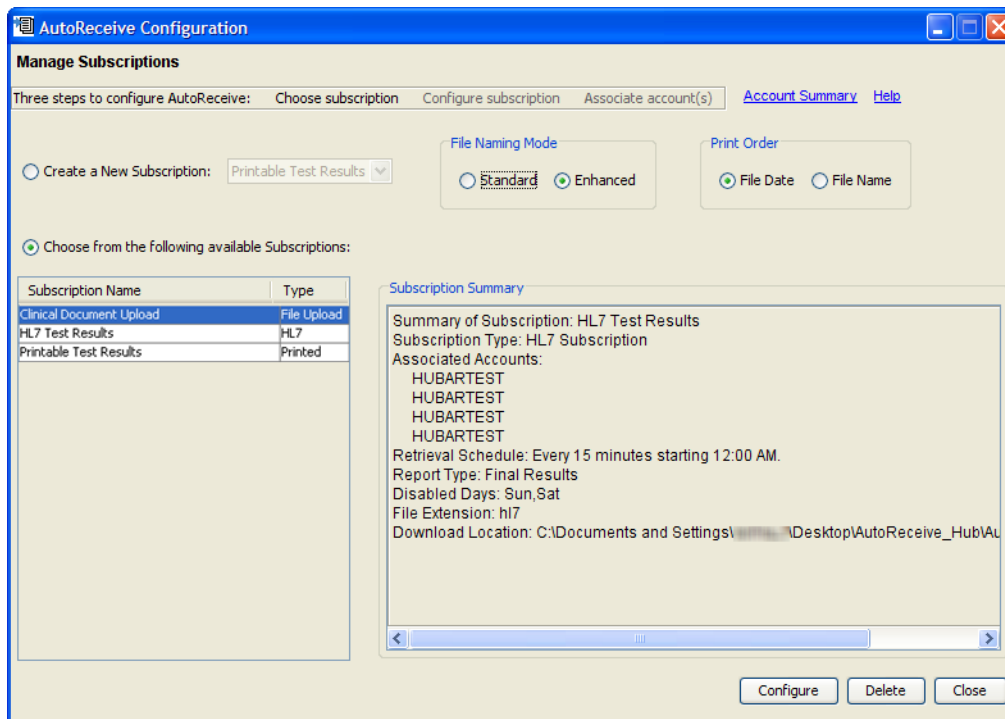 AutoReceive Configuration
Manage Subscriptions
Three steps to configure AutoReceive: Choose subscription Configure subscription Associate account(s) Account Summary Help
File Naming Mode Print Order
Create a New Subscription: Printable Test Results Standard Enhanced File Date File Name
Choose from the following available Subscriptions:
Subscription Name Type
Clinical Document Upload File Upload
HL7 Test Results HL7
Printable Test Results Printed
Subscription Summary
Summary of Subscription: HL7 Test Results
Subscription Type: HL7 Subscription
Associated Accounts:
HUBARTEST
HUBARTEST
HUBARTEST
HUBARTEST
Retrieval Schedule: Every 15 minutes starting 12:00 AM.
Report Type: Final Results
Disabled Days: Sun,Sat
File Extension: hl7
Download Location: C:\Documents and Settings\ \Desktop\AutoReceive_Hub\Au
Configure Delete Close